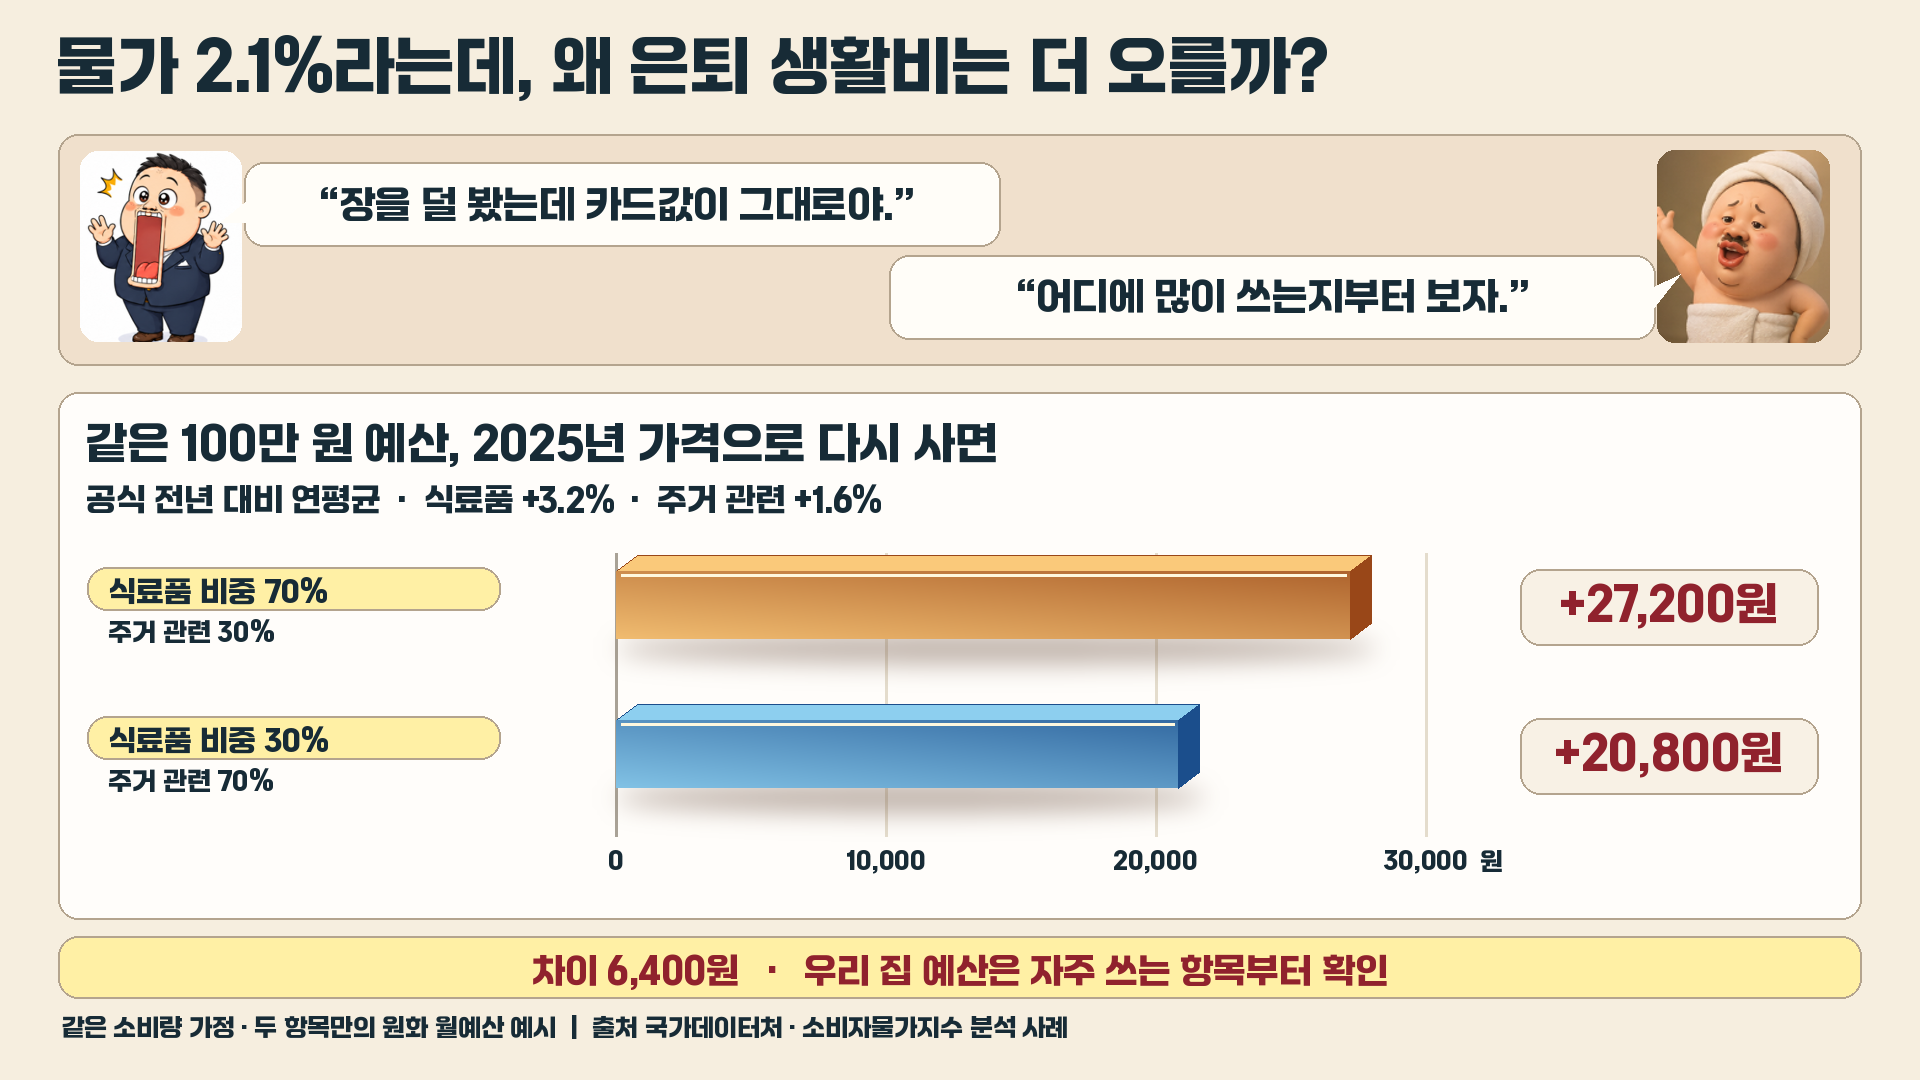 물가 2.1%라는데, 왜 은퇴 생활비는 더 오를까?
“장을 덜 봤는데 카드값이 그대로야.”
“어디에 많이 쓰는지부터 보자.”
같은 100만 원 예산, 2025년 가격으로 다시 사면
공식 전년 대비 연평균 · 식료품 +3.2% · 주거 관련 +1.6%
식료품 비중 70%
주거 관련 30%
+27,200원
식료품 비중 30%
주거 관련 70%
+20,800원
0 10,000 20,000 30,000 원
차이 6,400원 · 우리 집 예산은 자주 쓰는 항목부터 확인
같은 소비량 가정 · 두 항목만의 원화 월예산 예시 | 출처 국가데이터처 · 소비자물가지수 분석 사례